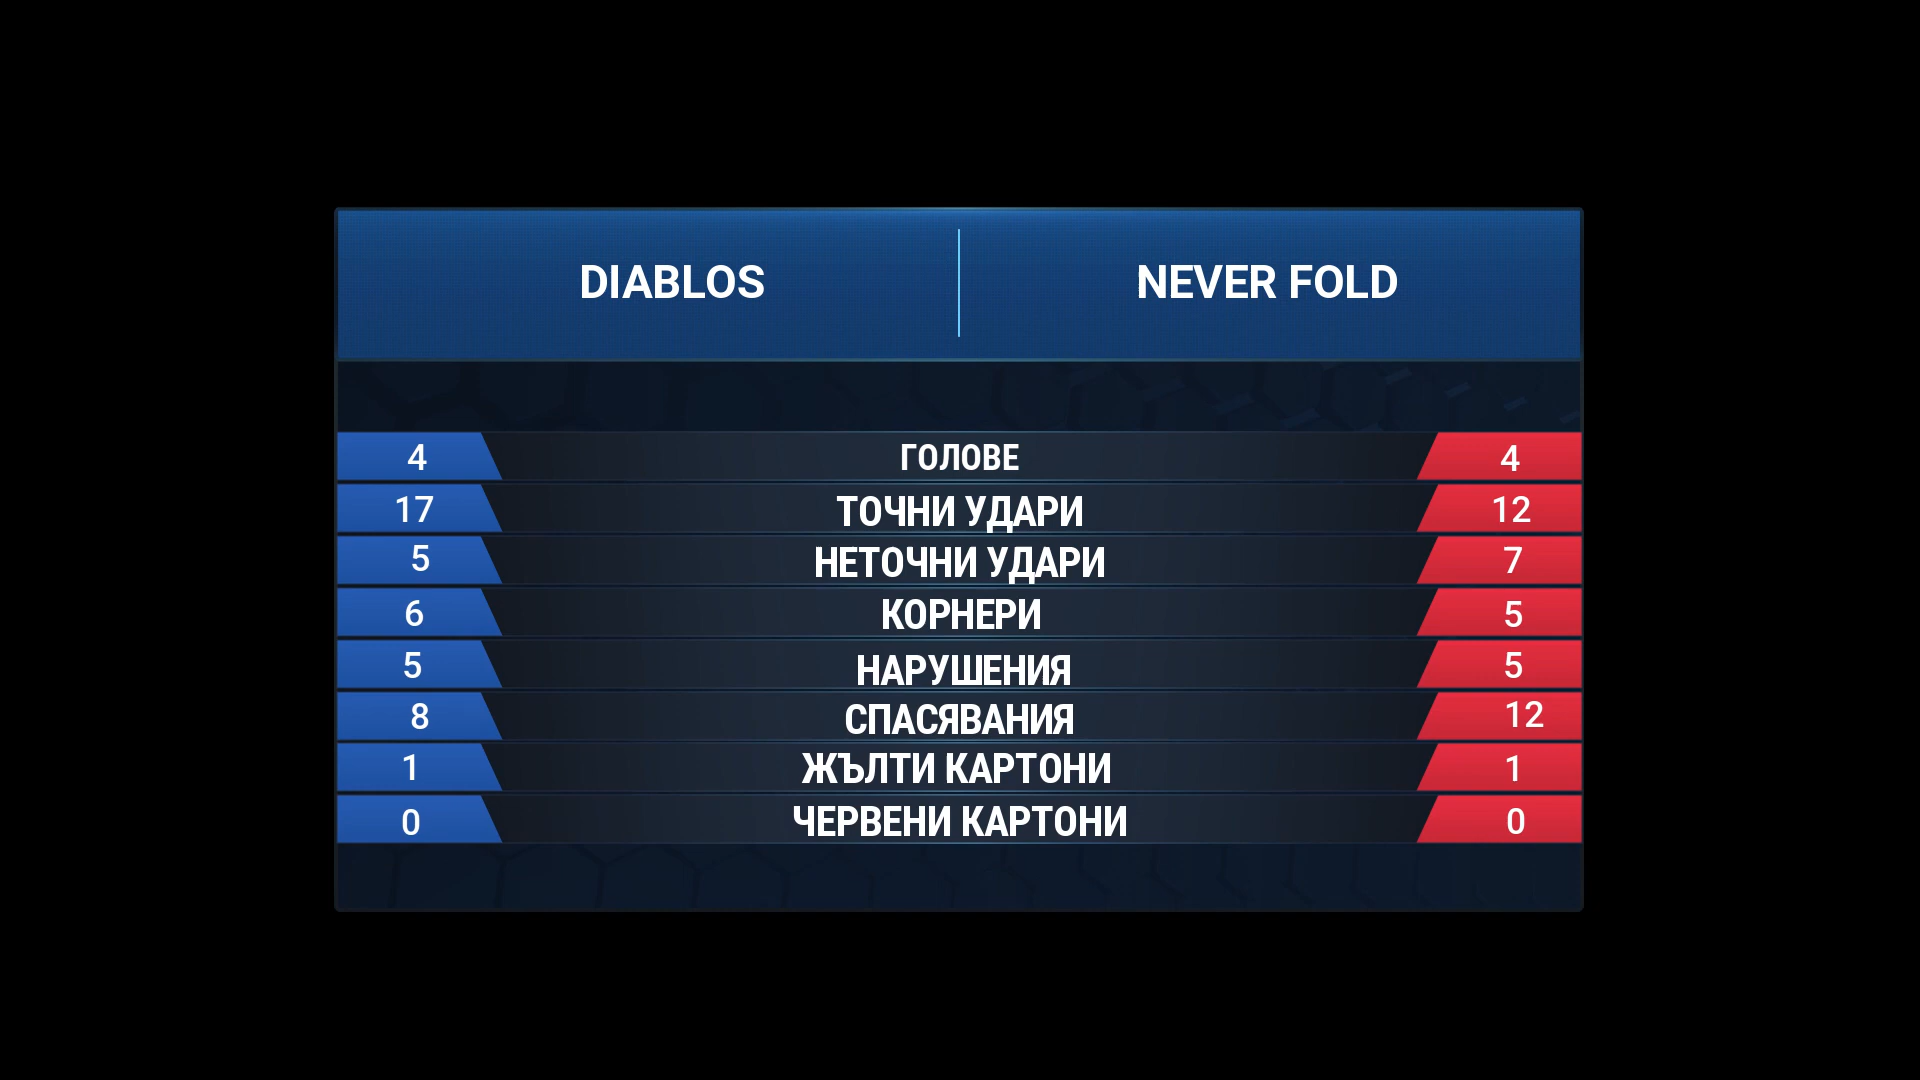 DIABLOS NEVER FOLD
4 ГОЛОВЕ 4
17 ТОЧНИ УДАРИ 12
5 НЕТОЧНИ УДАРИ 7
6 КОРНЕРИ 5
5 НАРУШЕНИЯ 5
8 СПАСЯВАНИЯ 12
1 ЖЪЛТИ КАРТОНИ 1
0 ЧЕРВЕНИ КАРТОНИ 0